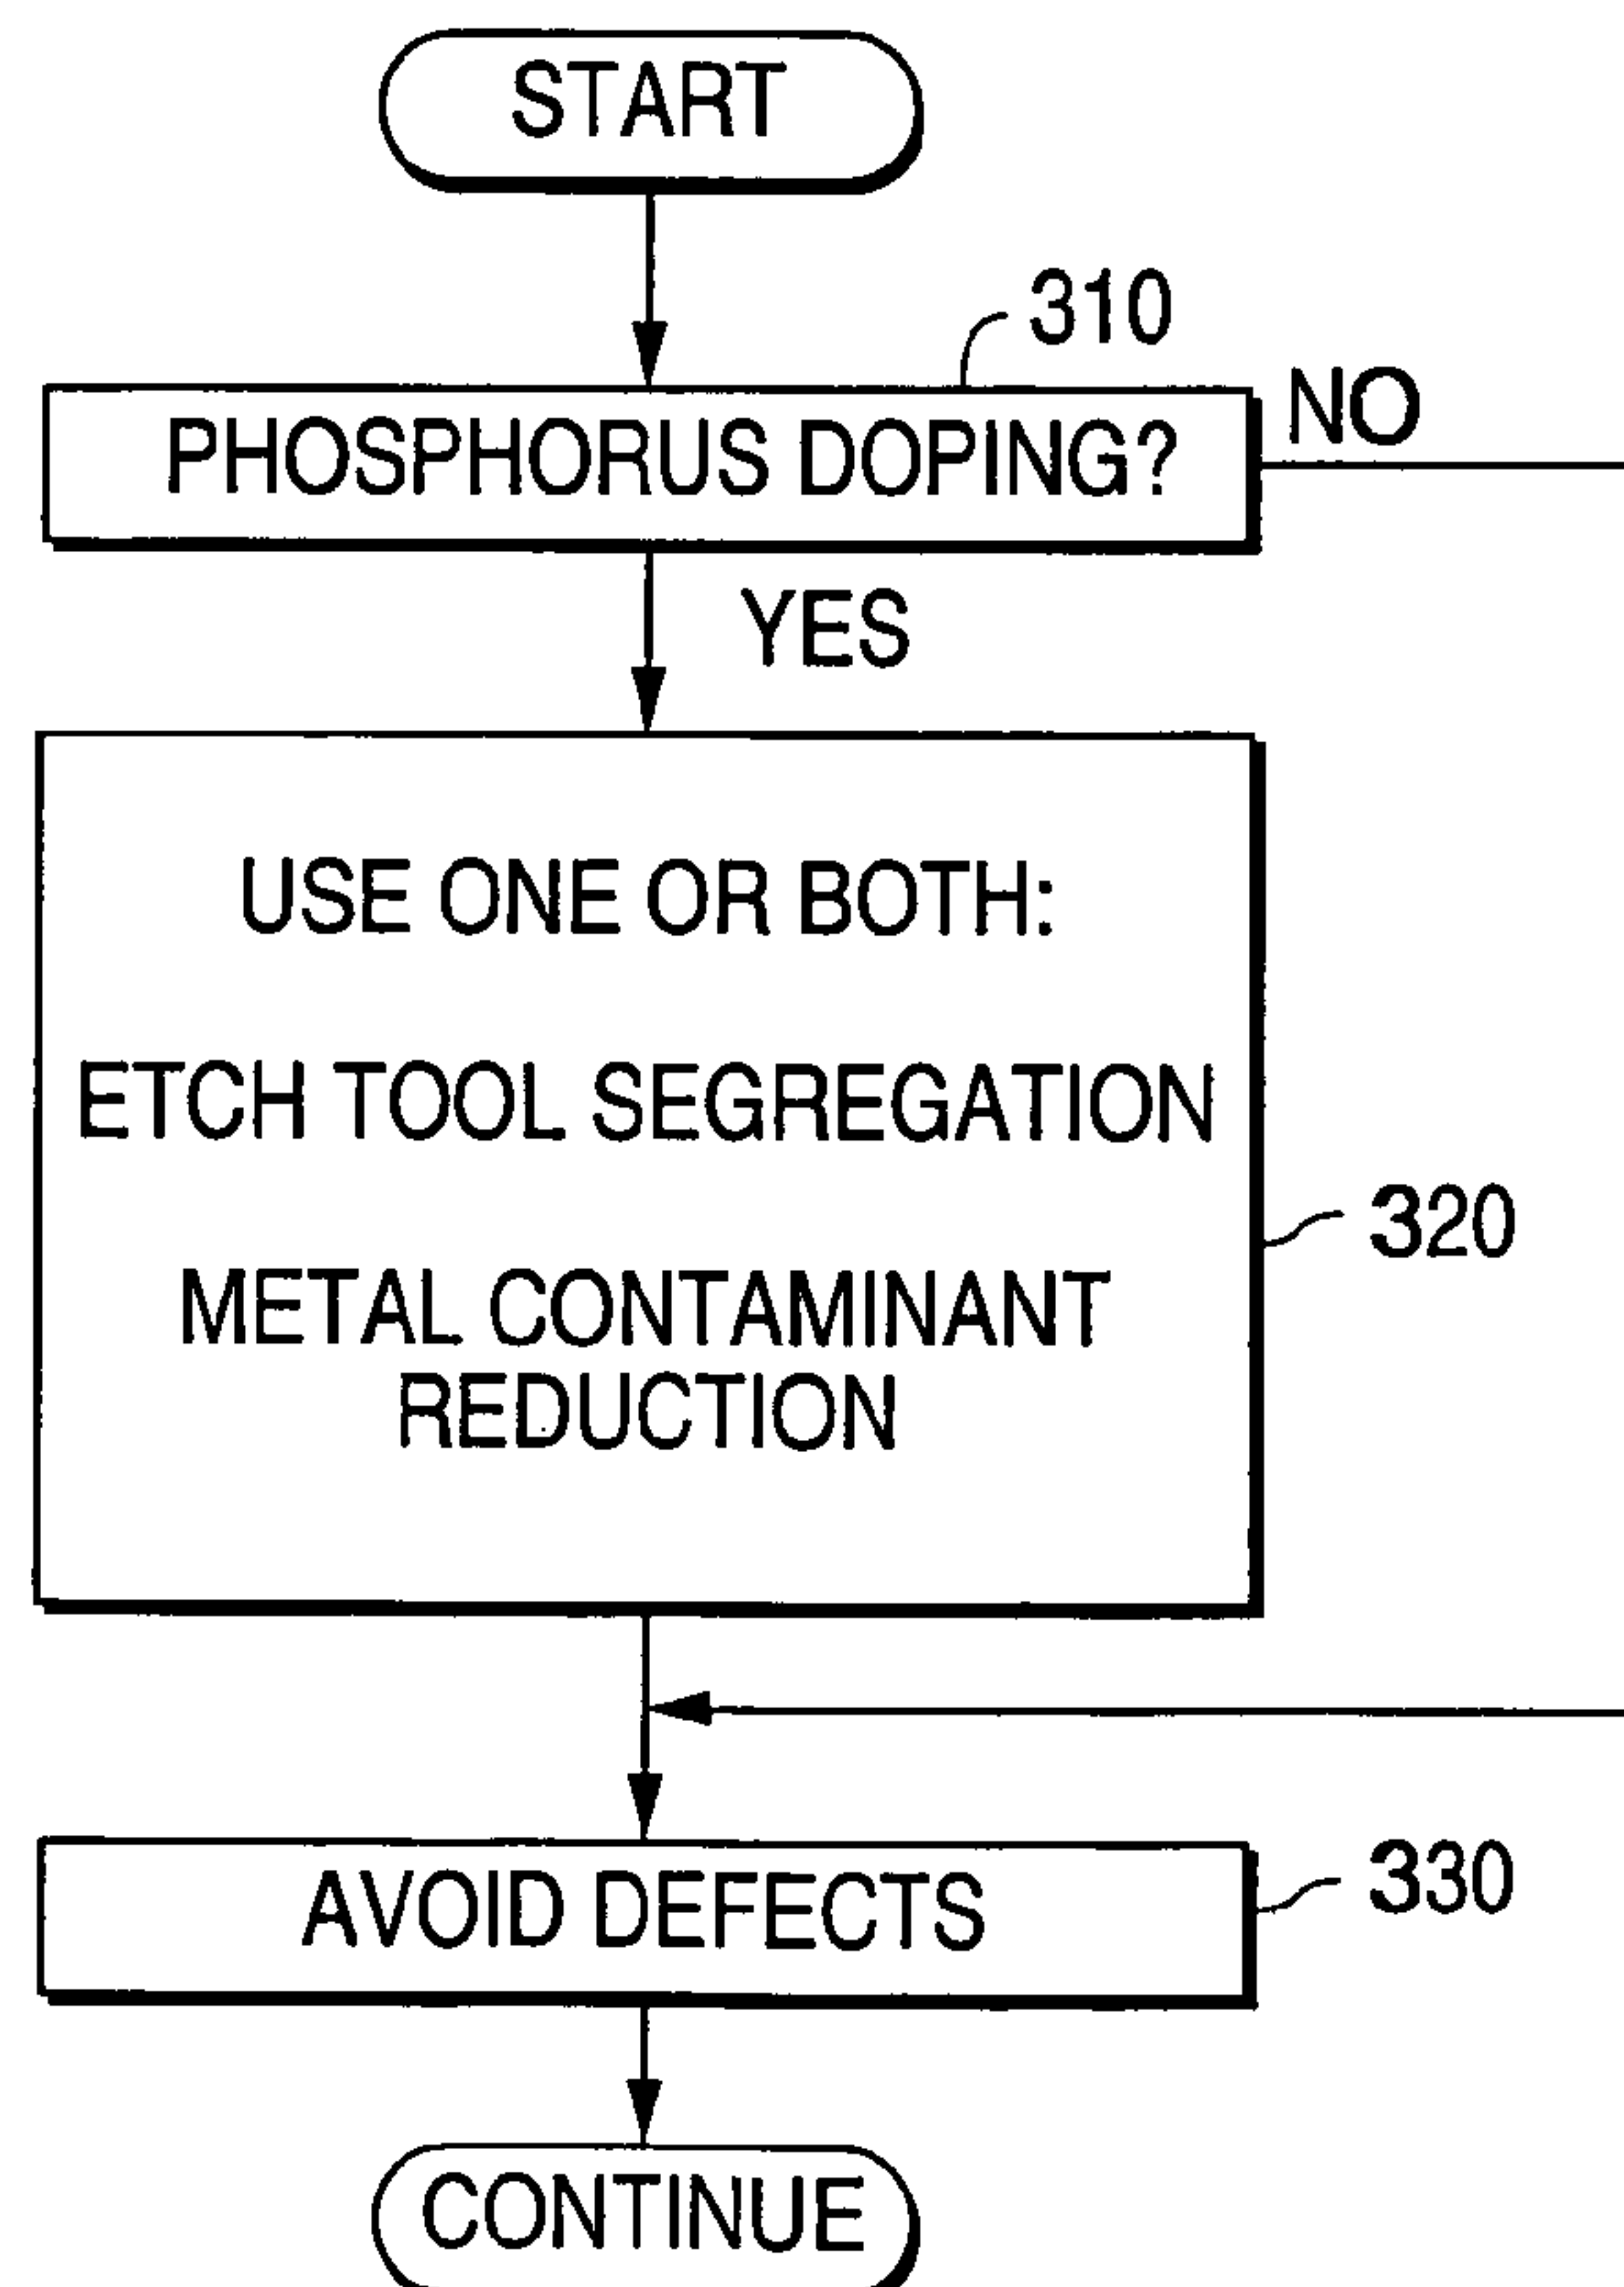 START
310
PHOSPHORUS DOPING?
NO
YES
USE ONE OR BOTH:
ETCH TOOL SEGREGATION
320
METAL CONTAMINANT
REDUCTION
AVOID DEFECTS
330
CONTINUE